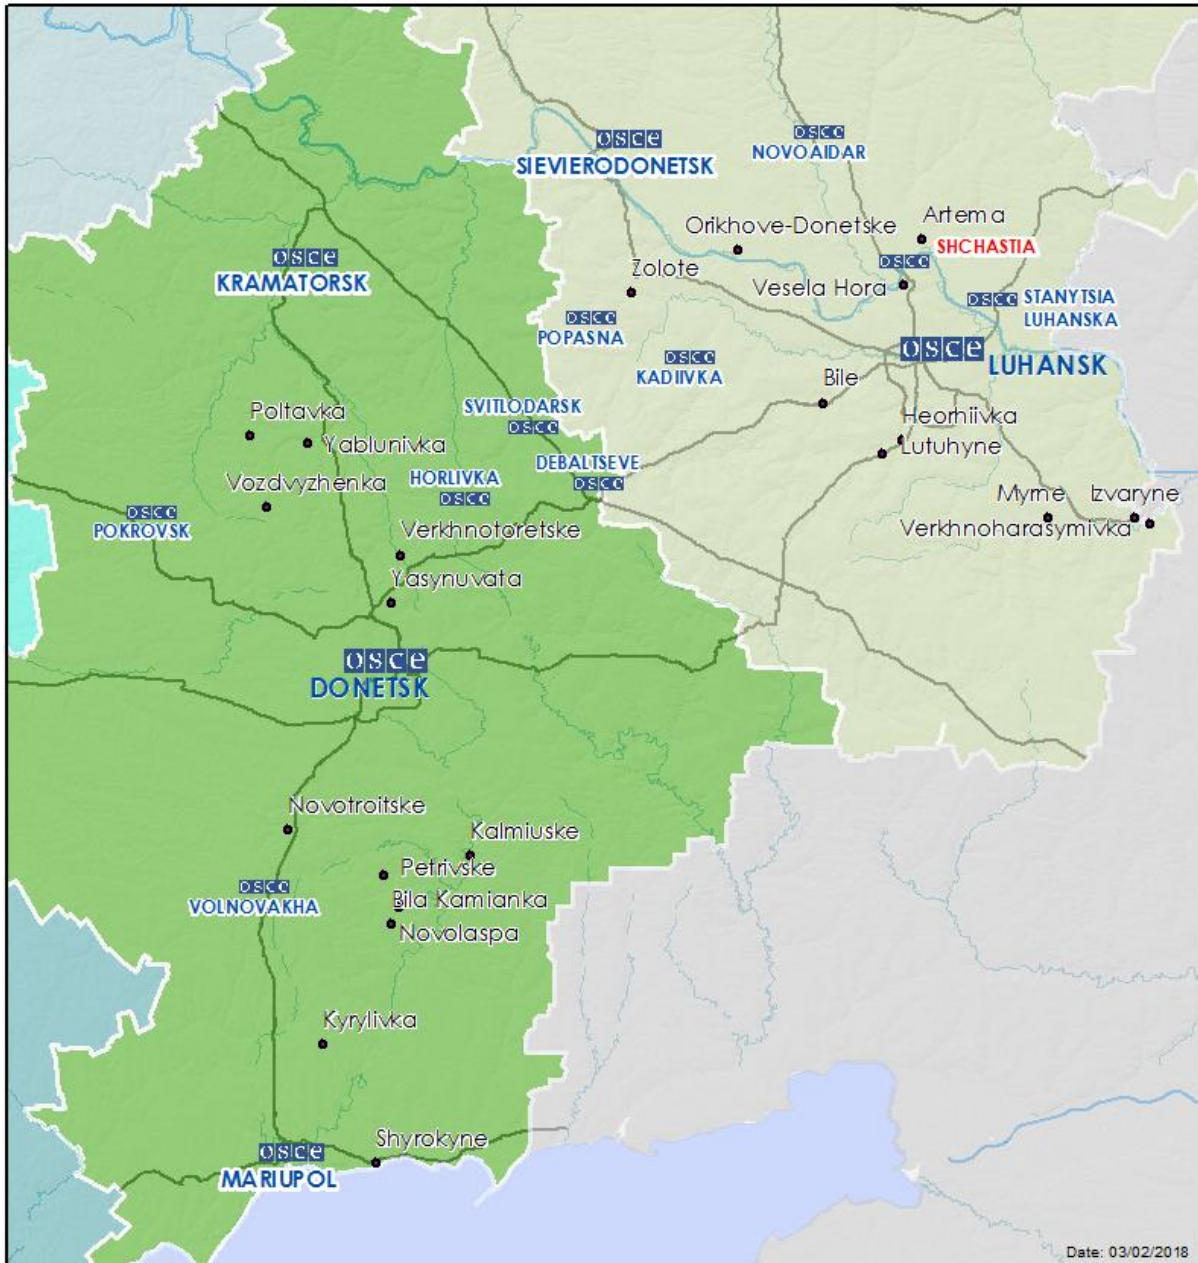 osce
SIEVIERODONETSK
osce
NOVOAIDAR
Orikhove-Donetske
Artema
SHCHASTIA
osce
osce
KRAMATORSK
Zolote
Vesela Hora
osce
STANYTSIA
LUHANSKA
osce
POPASNA
osce
KADIIVKA
osce
LUHANSK
Bile
Poltavka
Yablunivka
SVITLODARSK
osce
Heorhiivka
Lutuhyne
Vozdvyzhenka
HORLIVKA
osce
DEBALTSEVE
osce
Myrne
Izvaryne
Verkhnoharasymivka
osce
POKROVSK
Verkhnotoretske
Yasynuvata
osce
DONETSK
Novotroitske
Kalmiuske
Petrivske
osce
VOLNOVAKHA
Bila Kamianka
Novolaspa
Kyrylivka
Shyrokyne
osce
MARIUPOL
Date: 03/02/2018